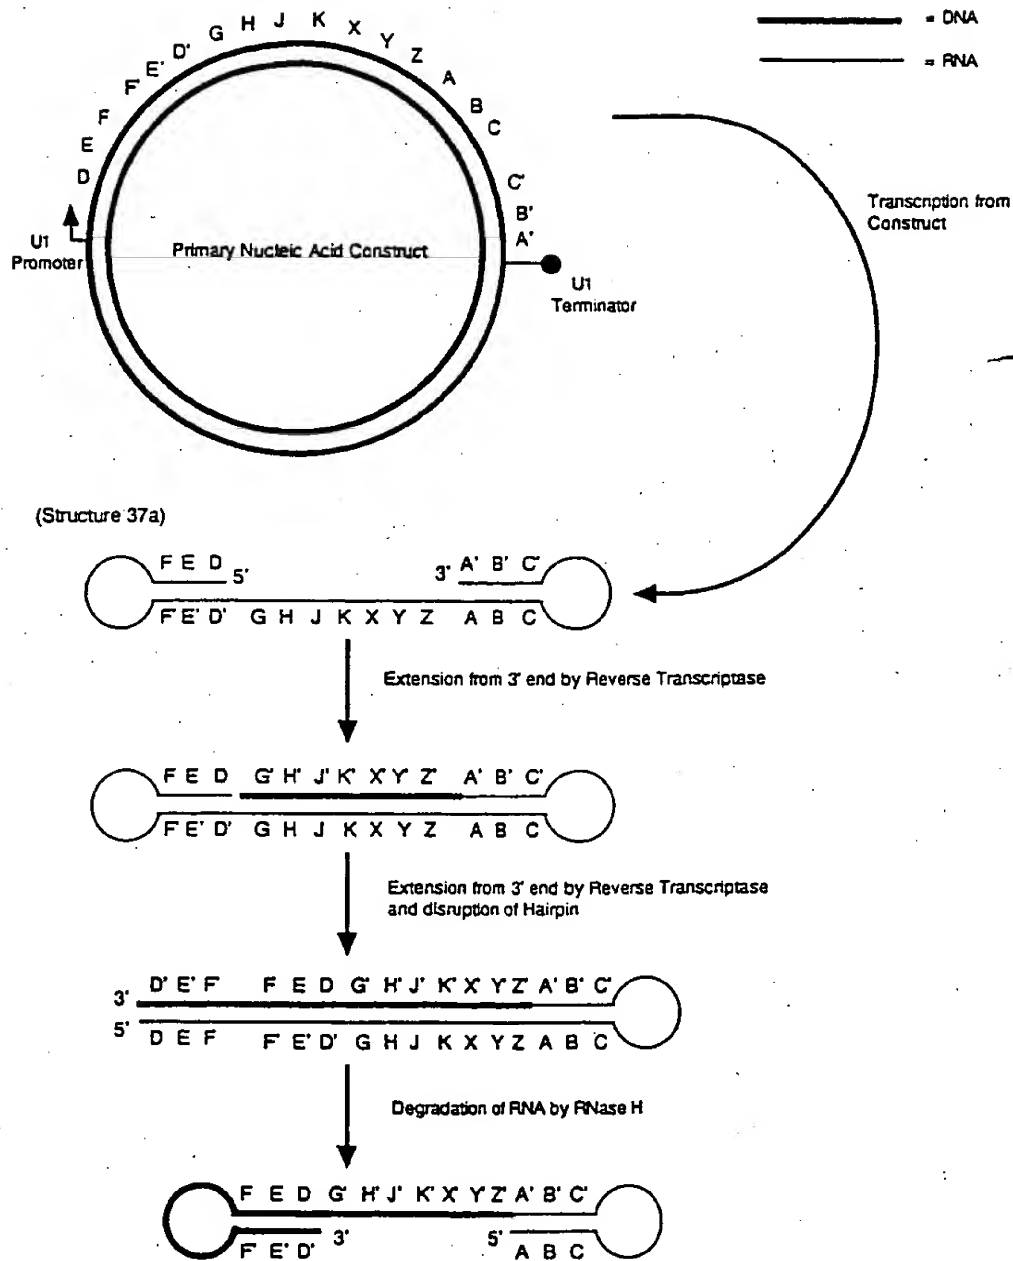 = DNA
= RNA
D E F F' E' D' G H J K X Y Z A B C C' B' A'
U1
Promoter
Primary Nucleic Acid Construct
U1
Terminator
Transcription from
Construct
(Structure 37a)
F E D 5' 3' A' B' C'
F' E' D' G H J K X Y Z A B C
Extension from 3' end by Reverse Transcriptase
F E D G' H' J' K' X' Y' Z' A' B' C'
F' E' D' G H J K X Y Z A B C
Extension from 3' end by Reverse Transcriptase
and disruption of Hairpin
3' D' E' F' F E D G' H' J' K' X' Y' Z' A' B' C'
5' D E F F' E' D' G H J K X Y Z A B C
Degradation of RNA by RNase H
F E D G' H' J' K' X' Y' Z' A' B' C'
F' E' D' 3' 5' A B C